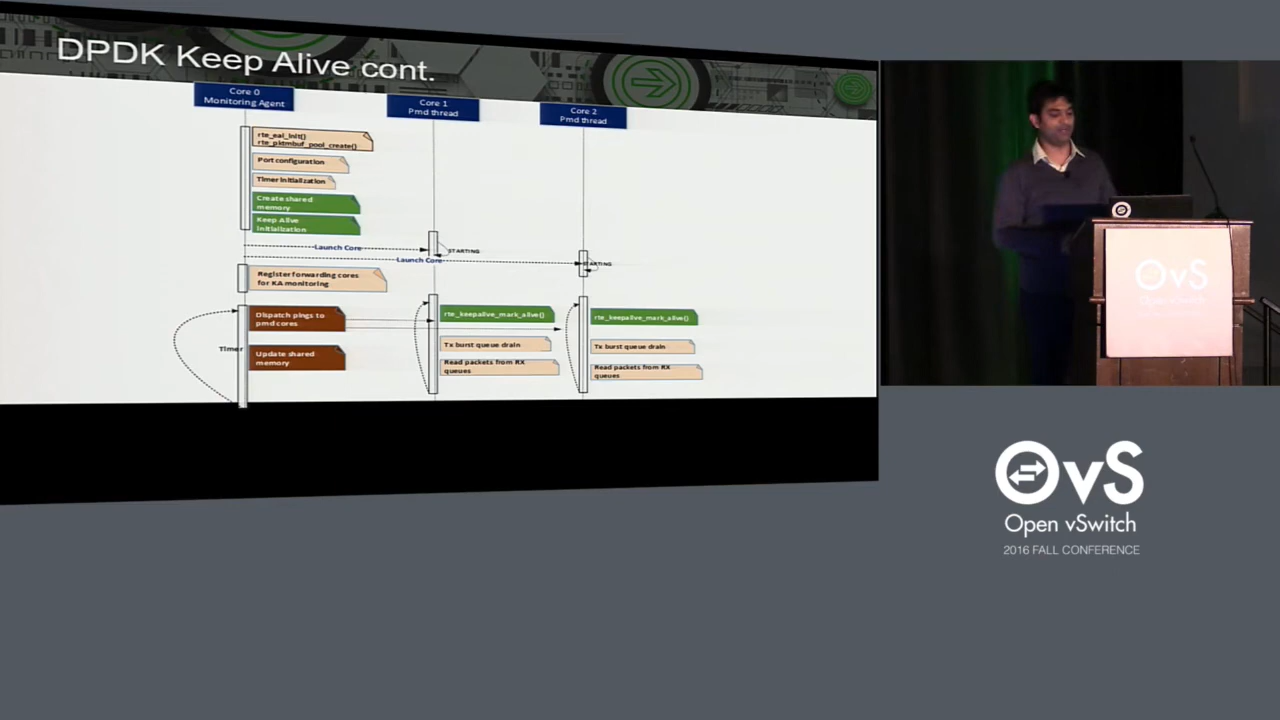 DPDK Keep Alive cont.
Core 0
Monitoring Agent
Core 1
Pmd thread
Core 2
Pmd thread
rte_eal_init()
rte_pktmbuf_pool_create()
Port configuration
Timer initialization
Create shared
memory
Keep Alive
Initialization
Launch Core
STARTING
Launch Core
STARTING
Register forwarding cores
for KA monitoring
Dispatch pings to
pmd cores
rte_keepalive_mark_alive()
rte_keepalive_mark_alive()
Timer
Update shared
memory
Tx burst queue drain
Tx burst queue drain
Read packets from RX
queues
Read packets from RX
queues
OvS
Open vSwitch
OvS
Open vSwitch
2016 FALL CONFERENCE